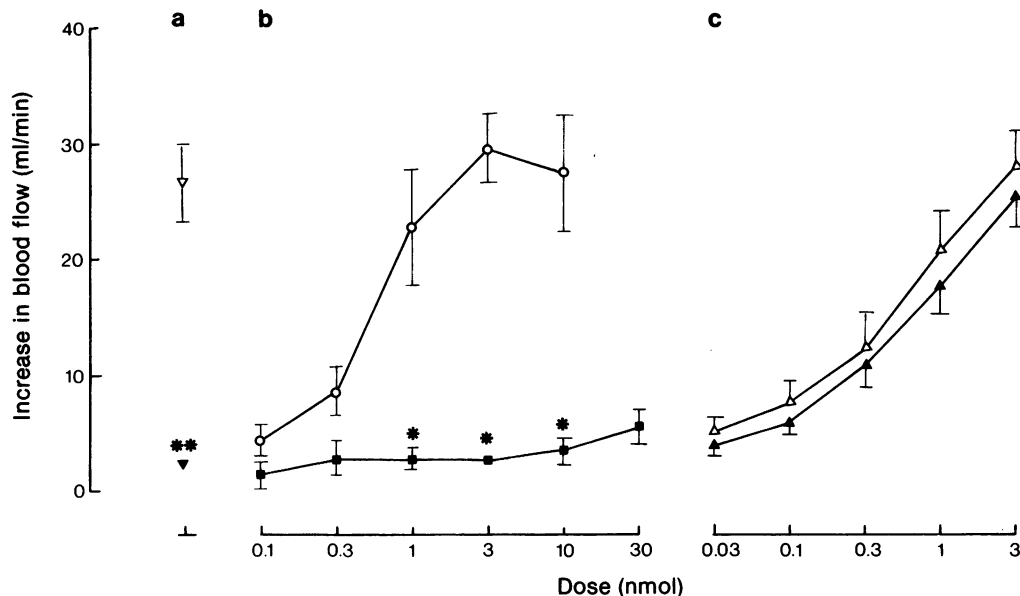 a b c
40
30
20
10
0
Increase in blood flow (ml/min)
** * * *
0.1 0.3 1 3 10 30 0.03 0.1 0.3 1 3
Dose (nmol)